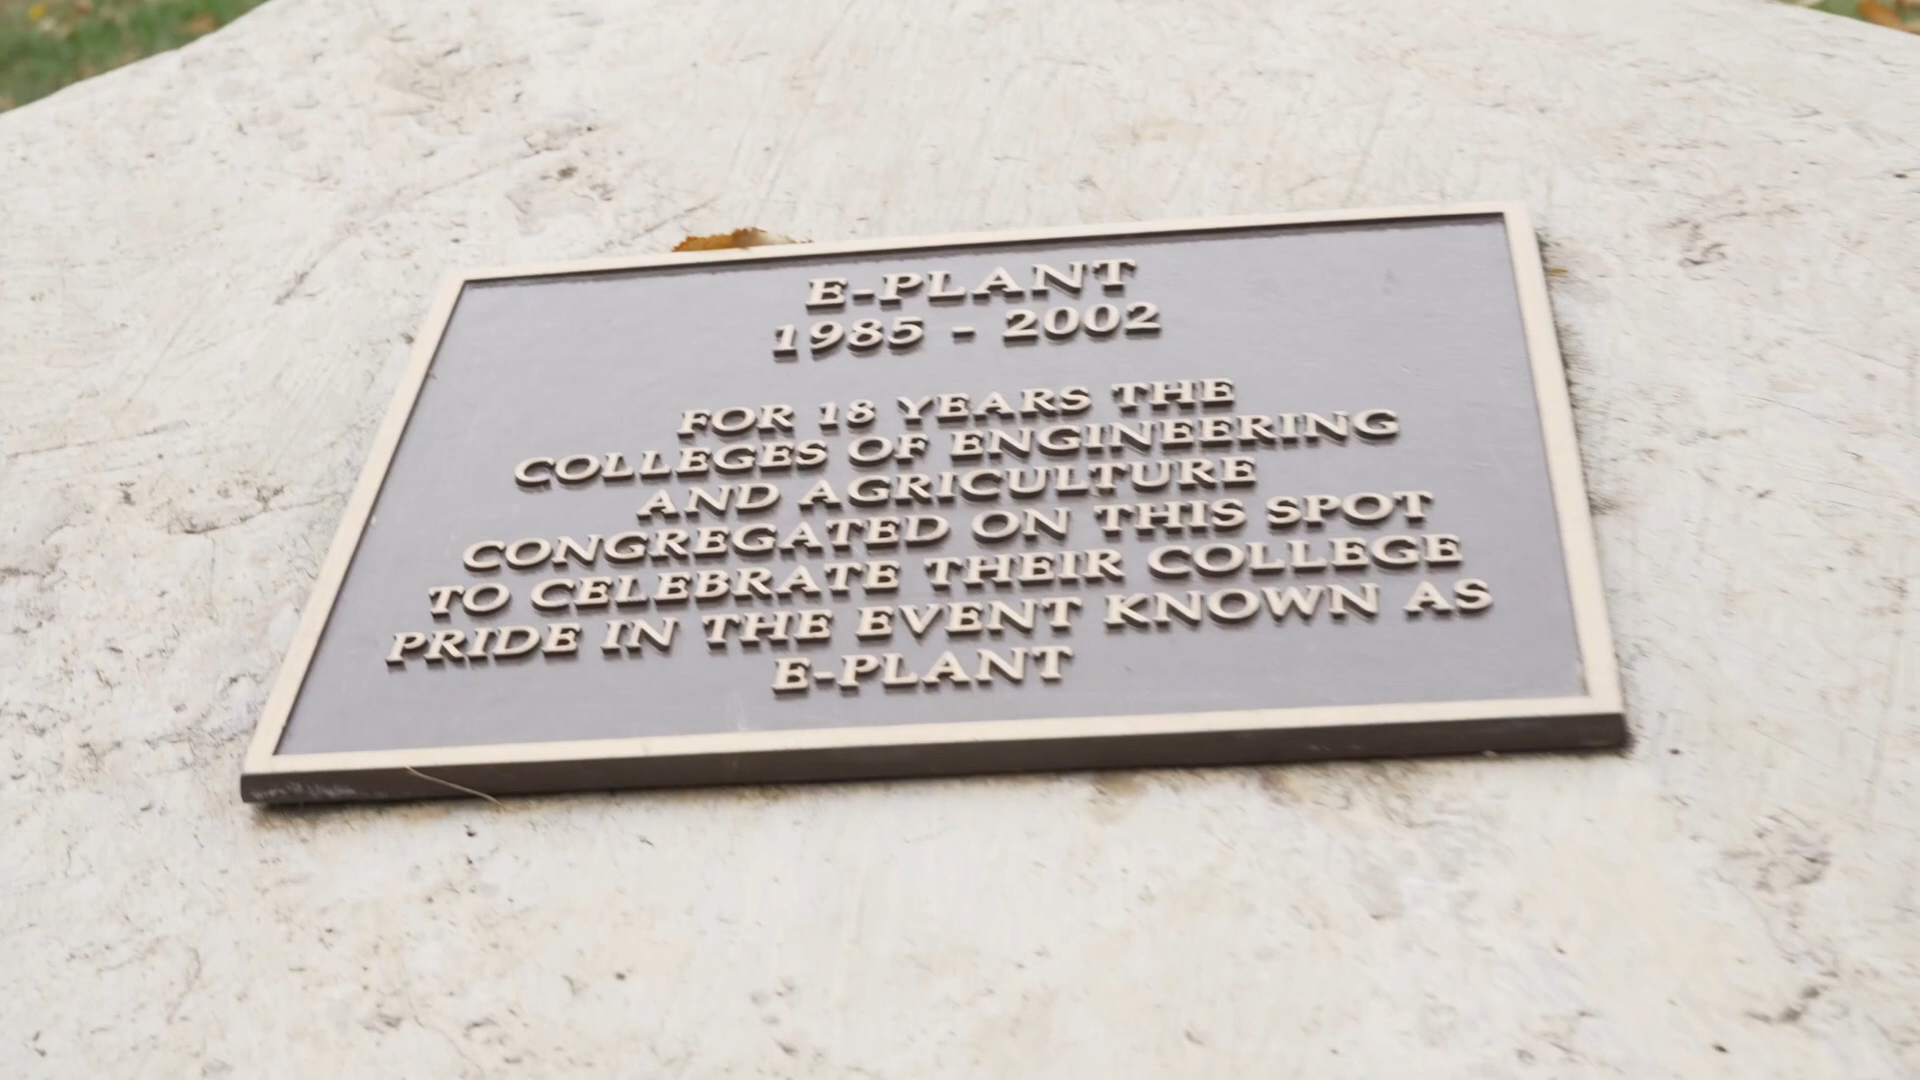 E-PLANT
1985 - 2002
FOR 18 YEARS THE
COLLEGES OF ENGINEERING
AND AGRICULTURE
CONGREGATED ON THIS SPOT
TO CELEBRATE THEIR COLLEGE
PRIDE IN THE EVENT KNOWN AS
E-PLANT